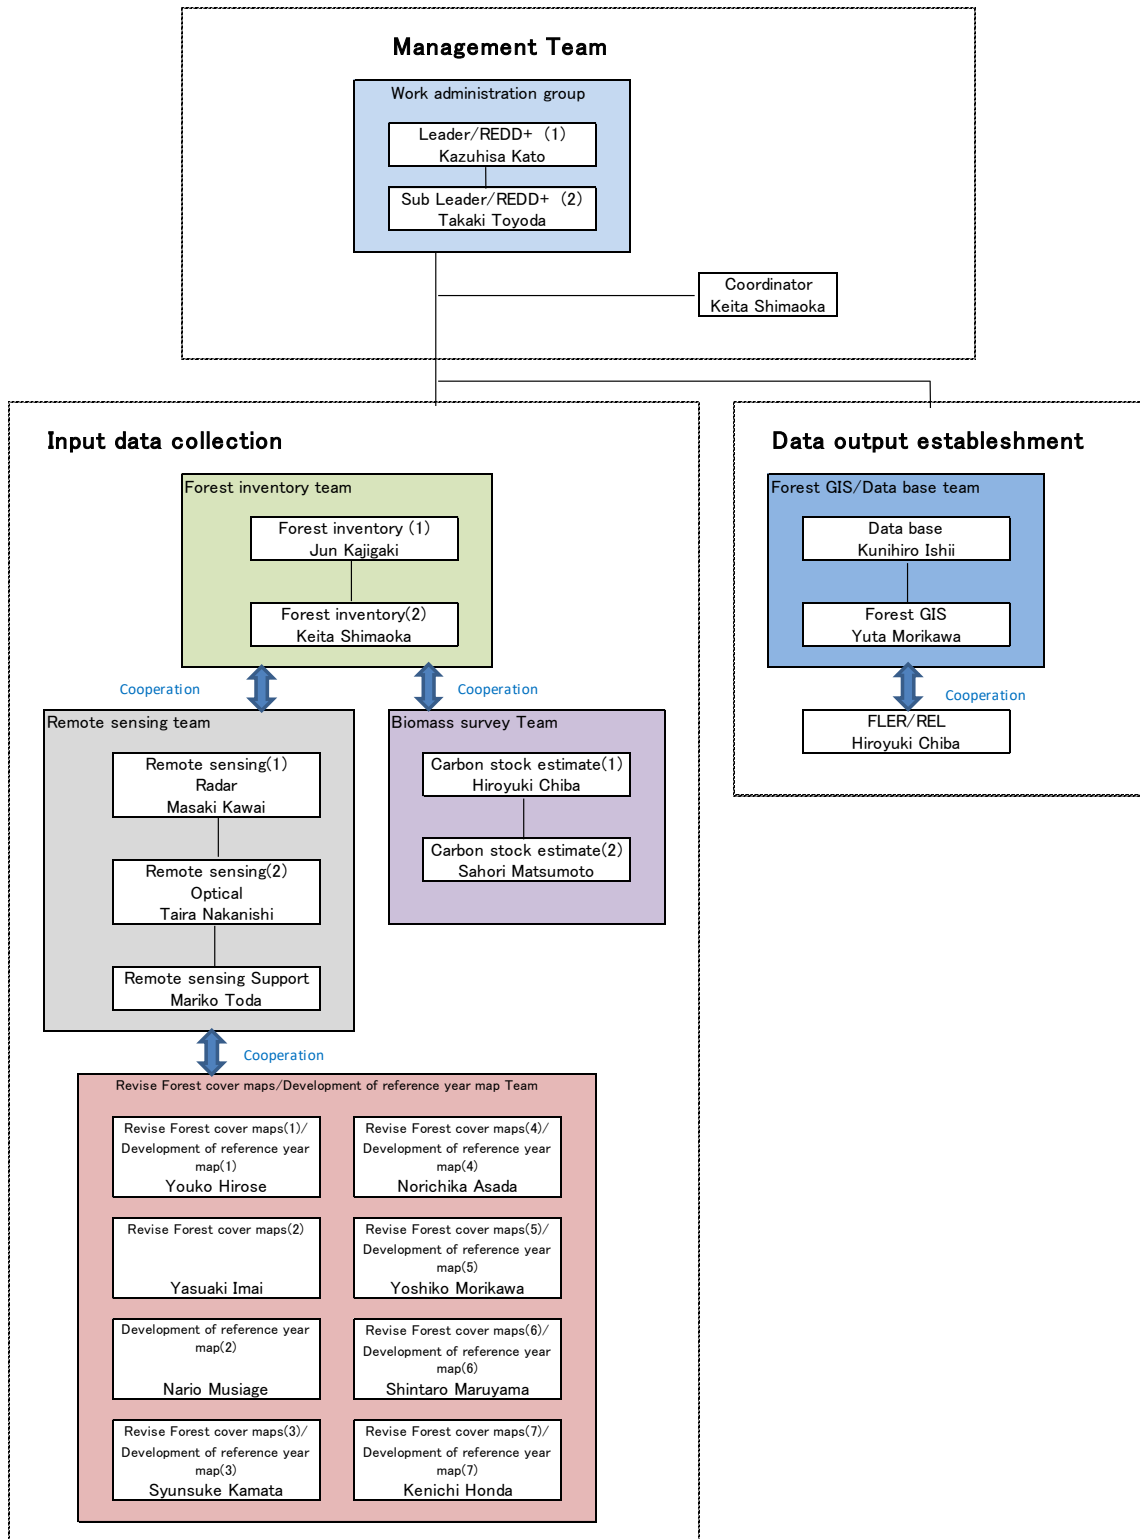 Management Team
Work administration group
Leader/REDD+ (1)
Kazuhisa Kato
Sub Leader/REDD+ (2)
Takaki Toyoda
Coordinator
Keita Shimaoka
Input data collection
Forest inventory team
Forest inventory (1)
Jun Kajigaki
Forest inventory(2)
Keita Shimaoka
Cooperation
Cooperation
Remote sensing team
Remote sensing(1)
Radar
Masaki Kawai
Remote sensing(2)
Optical
Taira Nakanishi
Remote sensing Support
Mariko Toda
Biomass survey Team
Carbon stock estimate(1)
Hiroyuki Chiba
Carbon stock estimate(2)
Sahori Matsumoto
Cooperation
Revise Forest cover maps/Development of reference year map Team
Revise Forest cover maps(1)/
Development of reference year
map(1)
Youko Hirose
Revise Forest cover maps(2)
Yasuaki Imai
Development of reference year
map(2)
Nario Musiage
Revise Forest cover maps(3)/
Development of reference year
map(3)
Syunsuke Kamata
Revise Forest cover maps(4)/
Development of reference year
map(4)
Norichika Asada
Revise Forest cover maps(5)/
Development of reference year
map(5)
Yoshiko Morikawa
Revise Forest cover maps(6)/
Development of reference year
map(6)
Shintaro Maruyama
Revise Forest cover maps(7)/
Development of reference year
map(7)
Kenichi Honda
Data output estableshment
Forest GIS/Data base team
Data base
Kunihiro Ishii
Forest GIS
Yuta Morikawa
Cooperation
FLER/REL
Hiroyuki Chiba